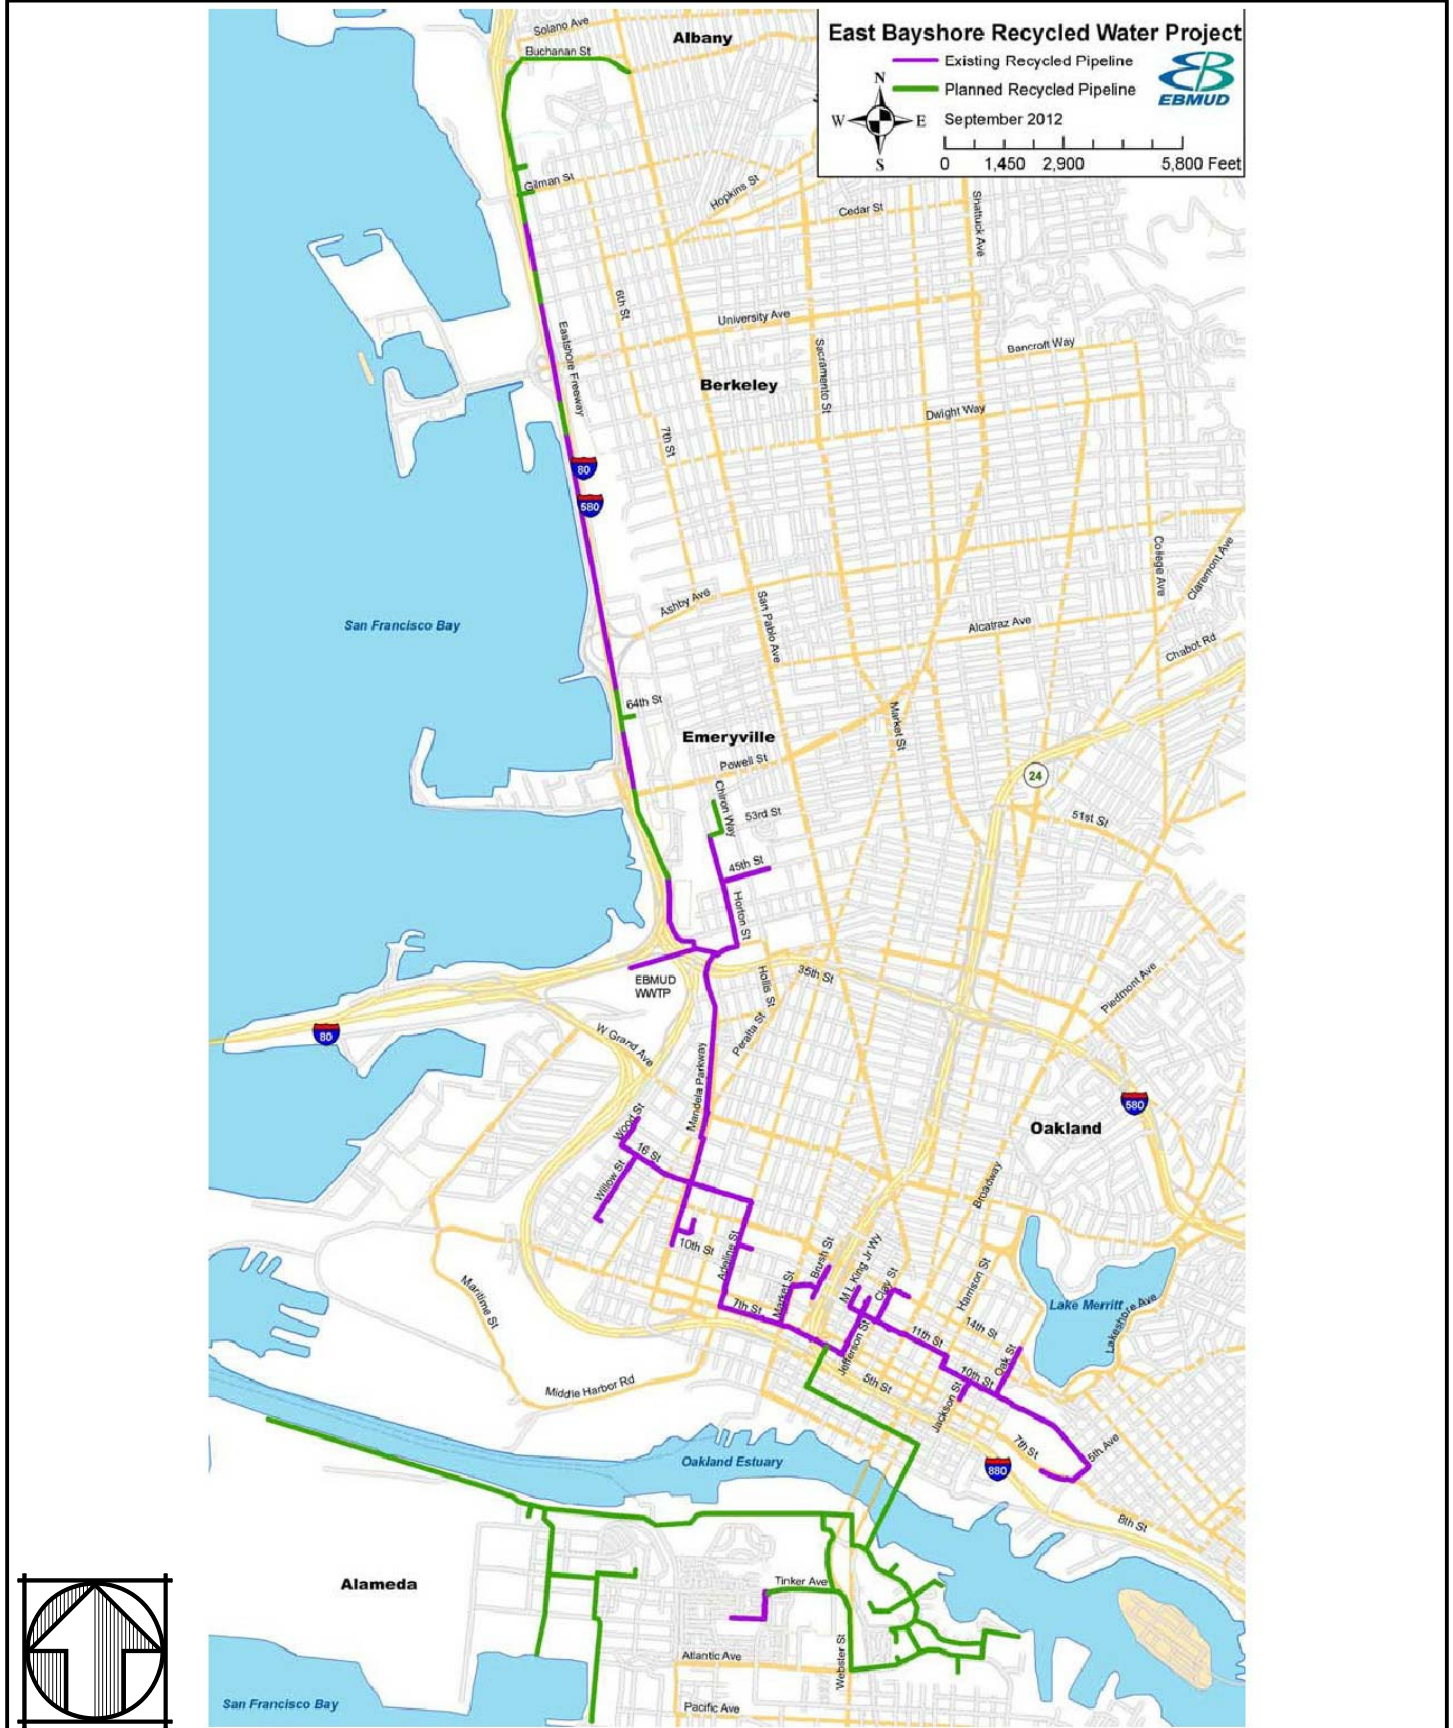 East Bayshore Recycled Water Project
Existing Recycled Pipeline
Planned Recycled Pipeline
EBMUD
N
W
E
S
September 2012
0 1,450 2,900 5,800 Feet
Solano Ave
Albany
Buchanan St
Gilman St
Hopkins St
Cedar St
Shattuck Ave
6th St
University Ave
Eastshore Freeway
Sacramento St
Bancroft Way
Berkeley
Dwight Way
7th St
80
580
College Ave
Claremont Ave
Ashby Ave
San Pablo Ave
San Francisco Bay
Alcatraz Ave
Chabot Rd
64th St
Market St
Emeryville
Powell St
24
Chiron Way
53rd St
51st St
45th St
Horton St
Hollis St
35th St
Piedmont Ave
EBMUD
WWTP
80
W Grand Ave
Peralta St
Mandela Parkway
580
Oakland
Wood St
16 St
Willow St
Broadway
10th St
Adeline St
Brush St
M L King Jr Wy
Clay St
Harrison St
Market St
Maritime St
7th St
Lake Merritt
Lakeshore Ave
14th St
11th St
Jefferson St
Oak St
10th St
5th St
Jackson St
Middle Harbor Rd
7th St
5th Ave
Oakland Estuary
880
8th St
Alameda
Tinker Ave
Webster St
Atlantic Ave
San Francisco Bay
Pacific Ave